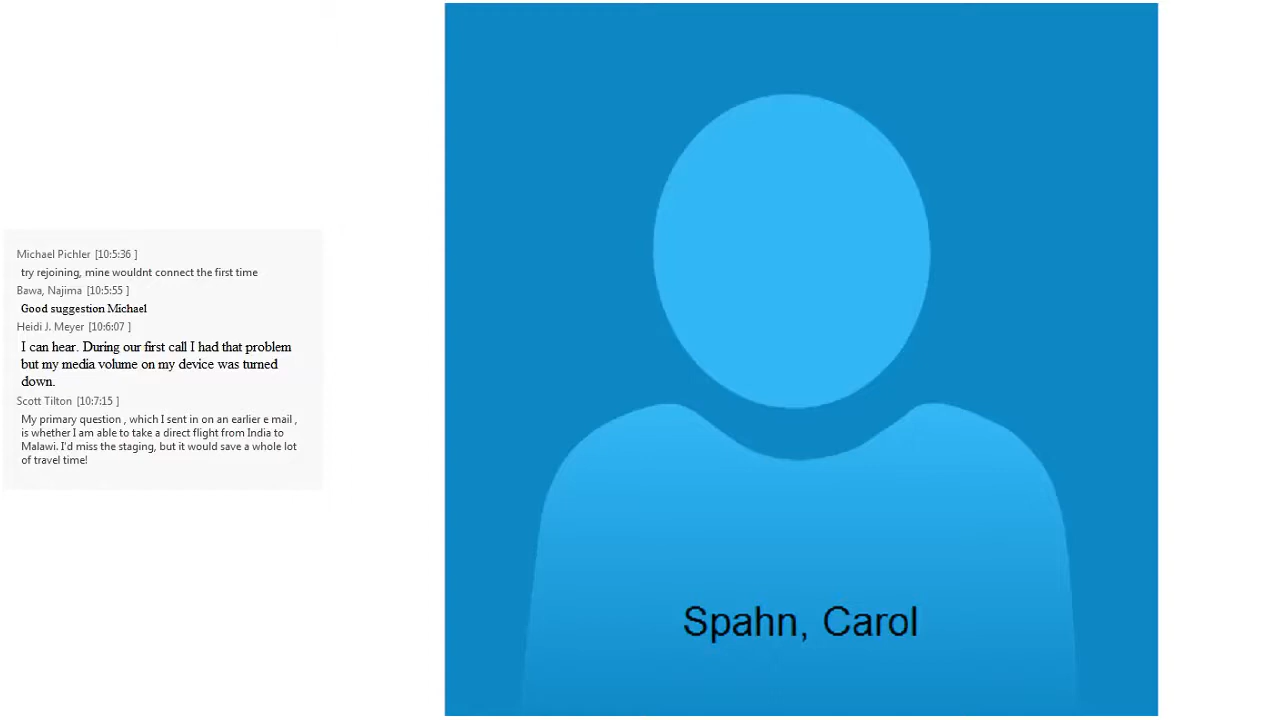 Michael Pichler [10:5:36 ]
try rejoining, mine wouldnt connect the first time
Bawa, Najima [10:5:55 ]
Good suggestion Michael
Heidi J. Meyer [10:6:07 ]
I can hear. During our first call I had that problem
but my media volume on my device was turned
down.
Scott Tilton [10:7:15 ]
My primary question , which I sent in on an earlier e mail ,
is whether I am able to take a direct flight from India to
Malawi. I'd miss the staging, but it would save a whole lot
of travel time!
Spahn, Carol